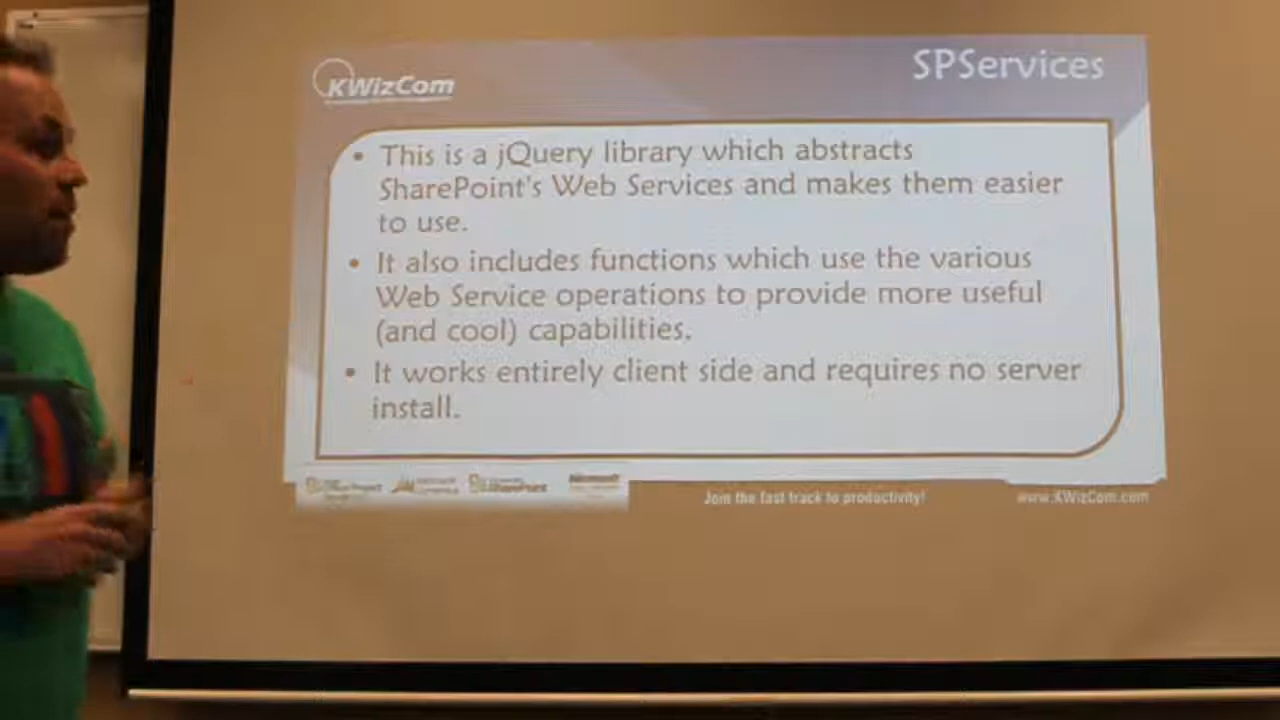 KWizCom
SPServices
• This is a jQuery library which abstracts
SharePoint's Web Services and makes them easier
to use.
• It also includes functions which use the various
Web Service operations to provide more useful
(and cool) capabilities.
• It works entirely client side and requires no server
install.
Microsoft
Join the fast track to productivity!
www.KWizCom.com